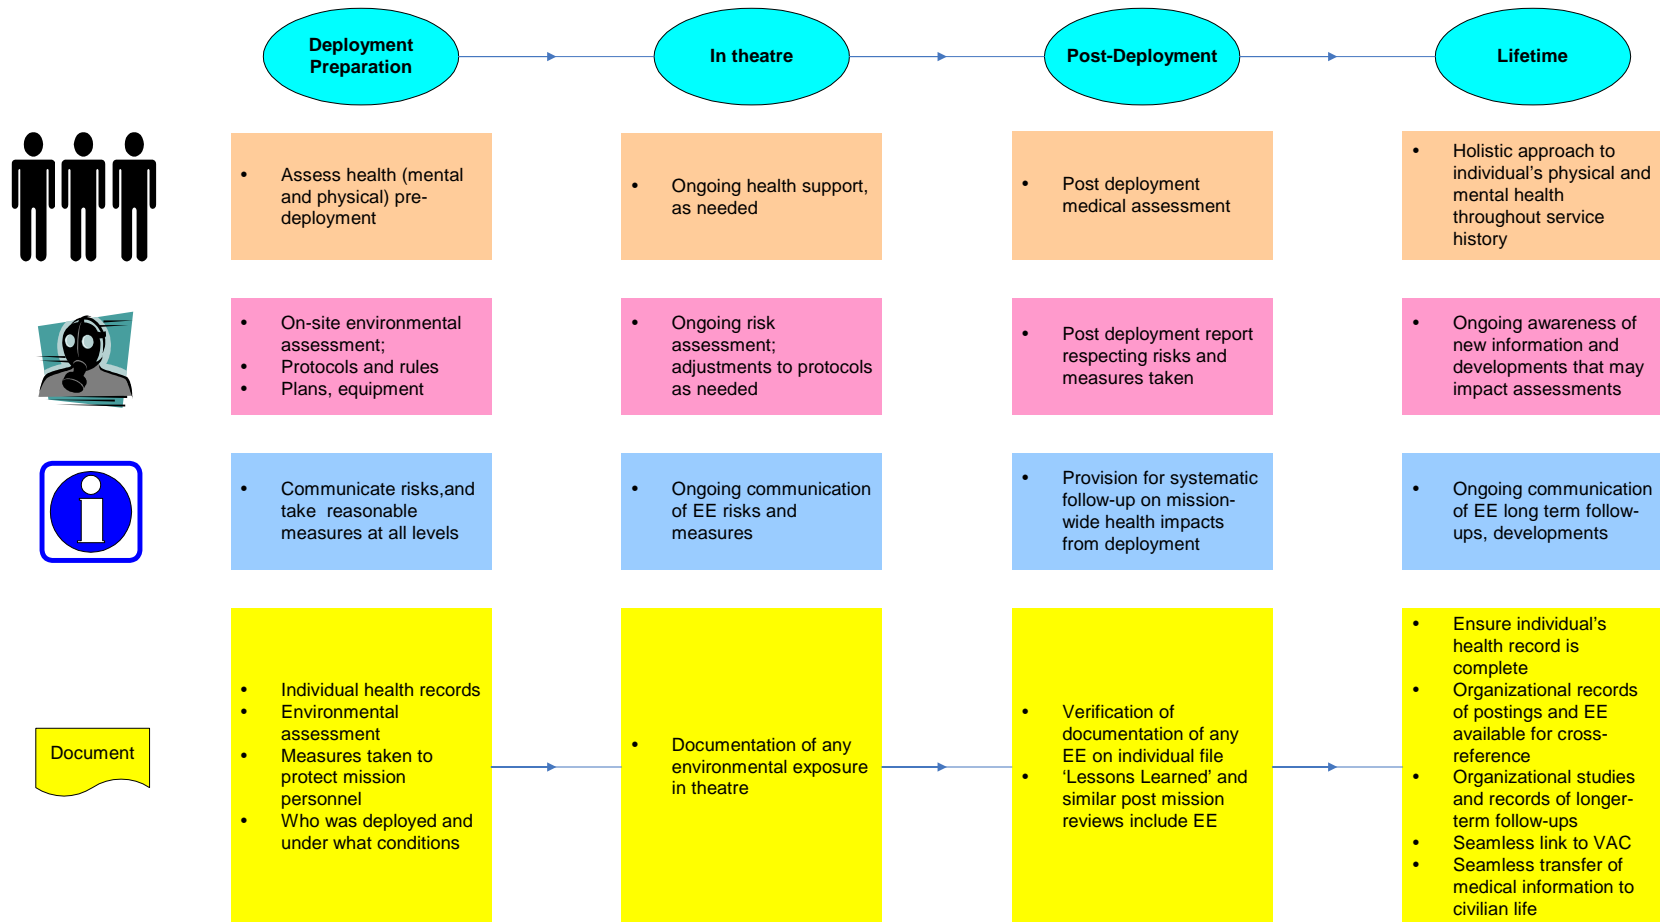 Deployment
Preparation
In theatre
Post-Deployment
Lifetime
• Assess health (mental
and physical) pre-
deployment
• Ongoing health support,
as needed
• Post deployment
medical assessment
• Holistic approach to
individual’s physical and
mental health
throughout service
history
• On-site environmental
assessment;
• Protocols and rules
• Plans, equipment
• Ongoing risk
assessment;
adjustments to protocols
as needed
• Post deployment report
respecting risks and
measures taken
• Ongoing awareness of
new information and
developments that may
impact assessments
• Communicate risks,and
take reasonable
measures at all levels
• Ongoing communication
of EE risks and
measures
• Provision for systematic
follow-up on mission-
wide health impacts
from deployment
• Ongoing communication
of EE long term follow-
ups, developments
Document
• Individual health records
• Environmental
assessment
• Measures taken to
protect mission
personnel
• Who was deployed and
under what conditions
• Documentation of any
environmental exposure
in theatre
• Verification of
documentation of any
EE on individual file
• ‘Lessons Learned’ and
similar post mission
reviews include EE
• Ensure individual’s
health record is
complete
• Organizational records
of postings and EE
available for cross-
reference
• Organizational studies
and records of longer-
term follow-ups
• Seamless link to VAC
• Seamless transfer of
medical information to
civilian life